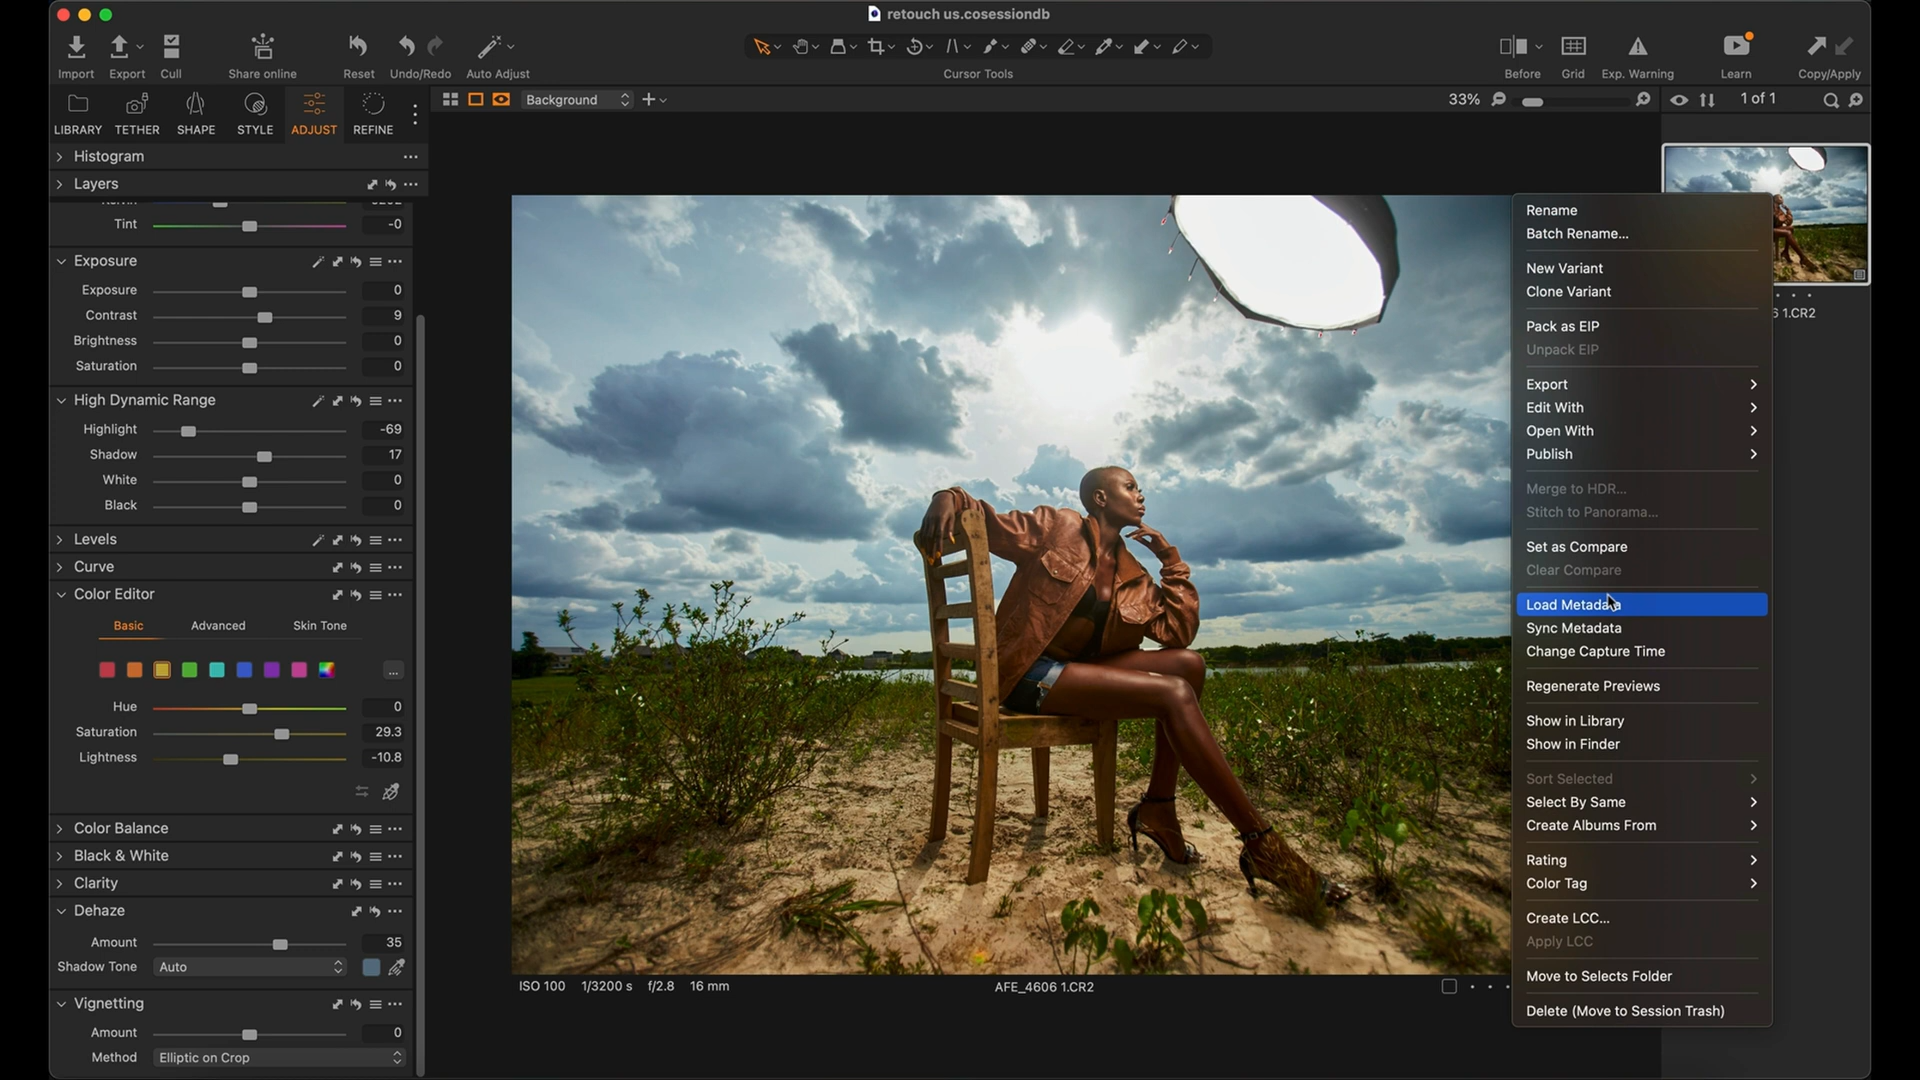 retouch us.cosessiondb
Import
Export
Cull
Share online
Reset
Undo/Redo
Auto Adjust
Cursor Tools
Before
Grid
Exp. Warning
Learn
Copy/Apply
LIBRARY
TETHER
SHAPE
STYLE
ADJUST
REFINE
Background
33%
1 of 1
Histogram
Layers
Tint -0
Exposure
Exposure 0
Contrast 9
Brightness 0
Saturation 0
High Dynamic Range
Highlight -69
Shadow 17
White 0
Black 0
Levels
Curve
Color Editor
Basic Advanced Skin Tone
Hue 0
Saturation 29.3
Lightness -10.8
Color Balance
Black & White
Clarity
Dehaze
Amount 35
Shadow Tone Auto
Vignetting
Amount 0
Method Elliptic on Crop
ISO 100 1/3200 s f/2.8 16 mm
AFE_4606 1.CR2
Rename
Batch Rename...
New Variant
Clone Variant
Pack as EIP
Unpack EIP
Export
Edit With
Open With
Publish
Merge to HDR...
Stitch to Panorama...
Set as Compare
Clear Compare
Load Metadata
Sync Metadata
Change Capture Time
Regenerate Previews
Show in Library
Show in Finder
Sort Selected
Select By Same
Create Albums From
Rating
Color Tag
Create LCC...
Apply LCC
Move to Selects Folder
Delete (Move to Session Trash)
6 1.CR2